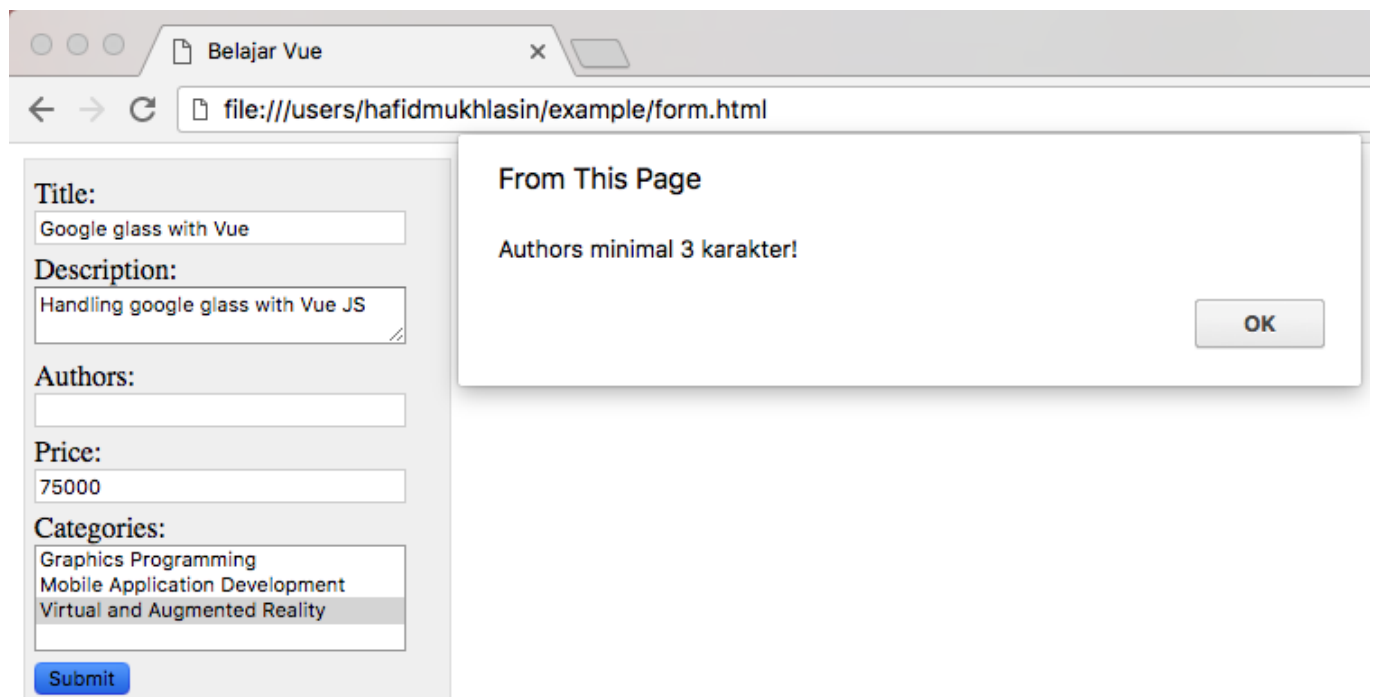 Belajar Vue
file:///users/hafidmukhlasin/example/form.html
From This Page
Authors minimal 3 karakter!
OK
Title:
Google glass with Vue
Description:
Handling google glass with Vue JS
Authors:
Price:
75000
Categories:
Graphics Programming
Mobile Application Development
Virtual and Augmented Reality
Submit